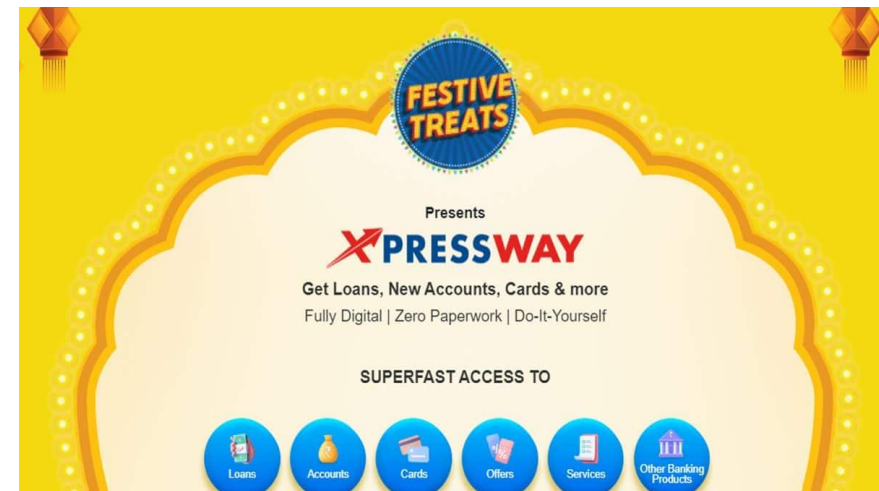 FESTIVE
TREATS
Presents
XPRESSWAY
Get Loans, New Accounts, Cards & more
Fully Digital | Zero Paperwork | Do-It-Yourself
SUPERFAST ACCESS TO
Loans
Accounts
Cards
Offers
Services
Other Banking
Products